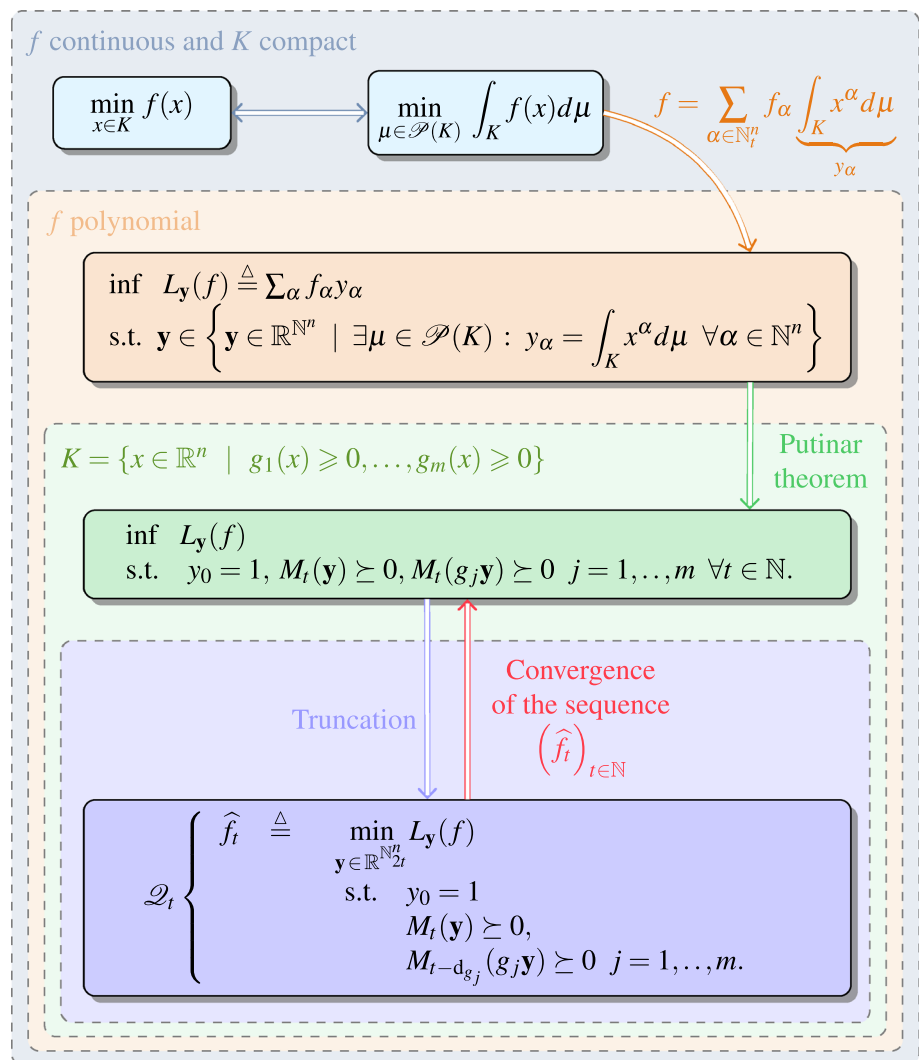 f continuous and K compact
min_{x∈K} f(x)
min_{μ∈𝒫(K)} ∫_K f(x)dμ
f = ∑_{α∈ℕ^n_t} f_α ∫_K x^α dμ
y_α
f polynomial
inf L_𝐲(f) ≜ ∑_α f_α y_α
s.t. 𝐲 ∈ { 𝐲 ∈ ℝ^{ℕ^n} | ∃μ ∈ 𝒫(K) : y_α = ∫_K x^α dμ ∀α ∈ ℕ^n }
Putinar
theorem
K = {x ∈ ℝ^n | g_1(x) ⩾ 0,...,g_m(x) ⩾ 0}
inf L_𝐲(f)
s.t. y_0 = 1, M_t(𝐲) ⪰ 0, M_t(g_j𝐲) ⪰ 0 j = 1,..,m ∀t ∈ ℕ.
Truncation
Convergence
of the sequence
(f̂_t)_{t∈ℕ}
𝒬_t { f̂_t ≜ min_{𝐲∈ℝ^{ℕ^n_{2t}}} L_𝐲(f)
s.t. y_0 = 1
M_t(𝐲) ⪰ 0,
M_{t−d_{g_j}}(g_j𝐲) ⪰ 0 j = 1,..,m.